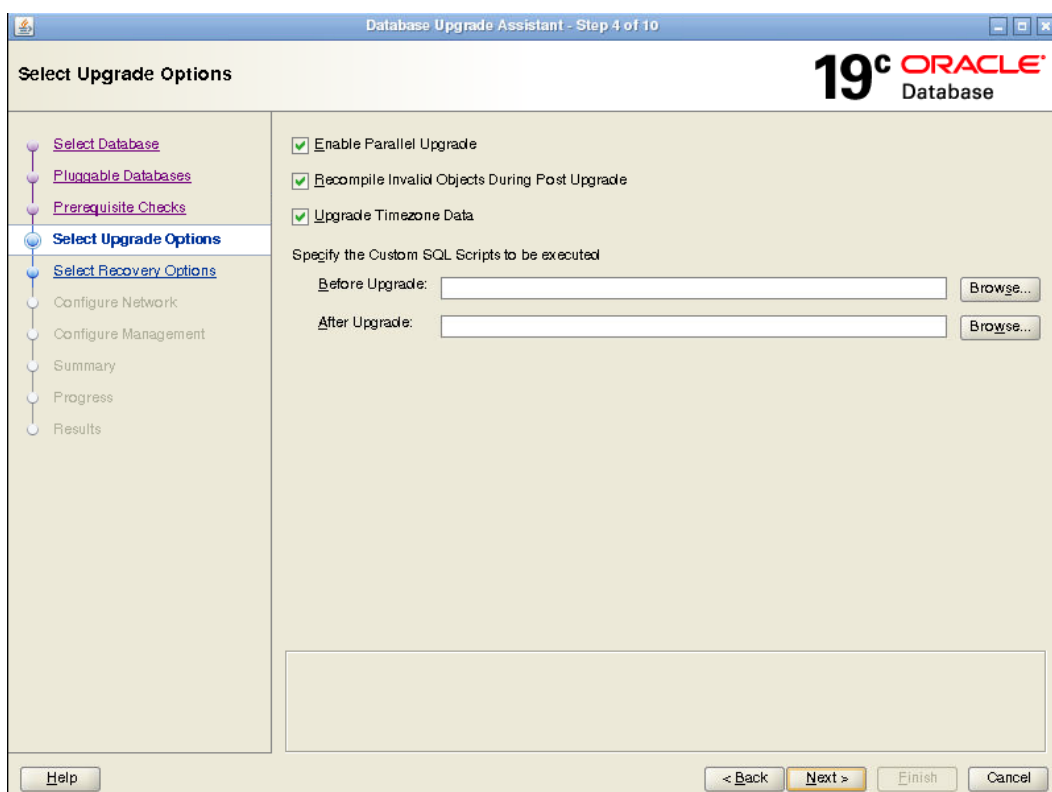 Database Upgrade Assistant - Step 4 of 10
Select Upgrade Options
19c ORACLE
Database
Select Database
Pluggable Databases
Prerequisite Checks
Select Upgrade Options
Select Recovery Options
Configure Network
Configure Management
Summary
Progress
Results
Enable Parallel Upgrade
Recompile Invalid Objects During Post Upgrade
Upgrade Timezone Data
Specify the Custom SQL Scripts to be executed
Before Upgrade: Browse...
After Upgrade: Browse...
Help < Back Next > Finish Cancel